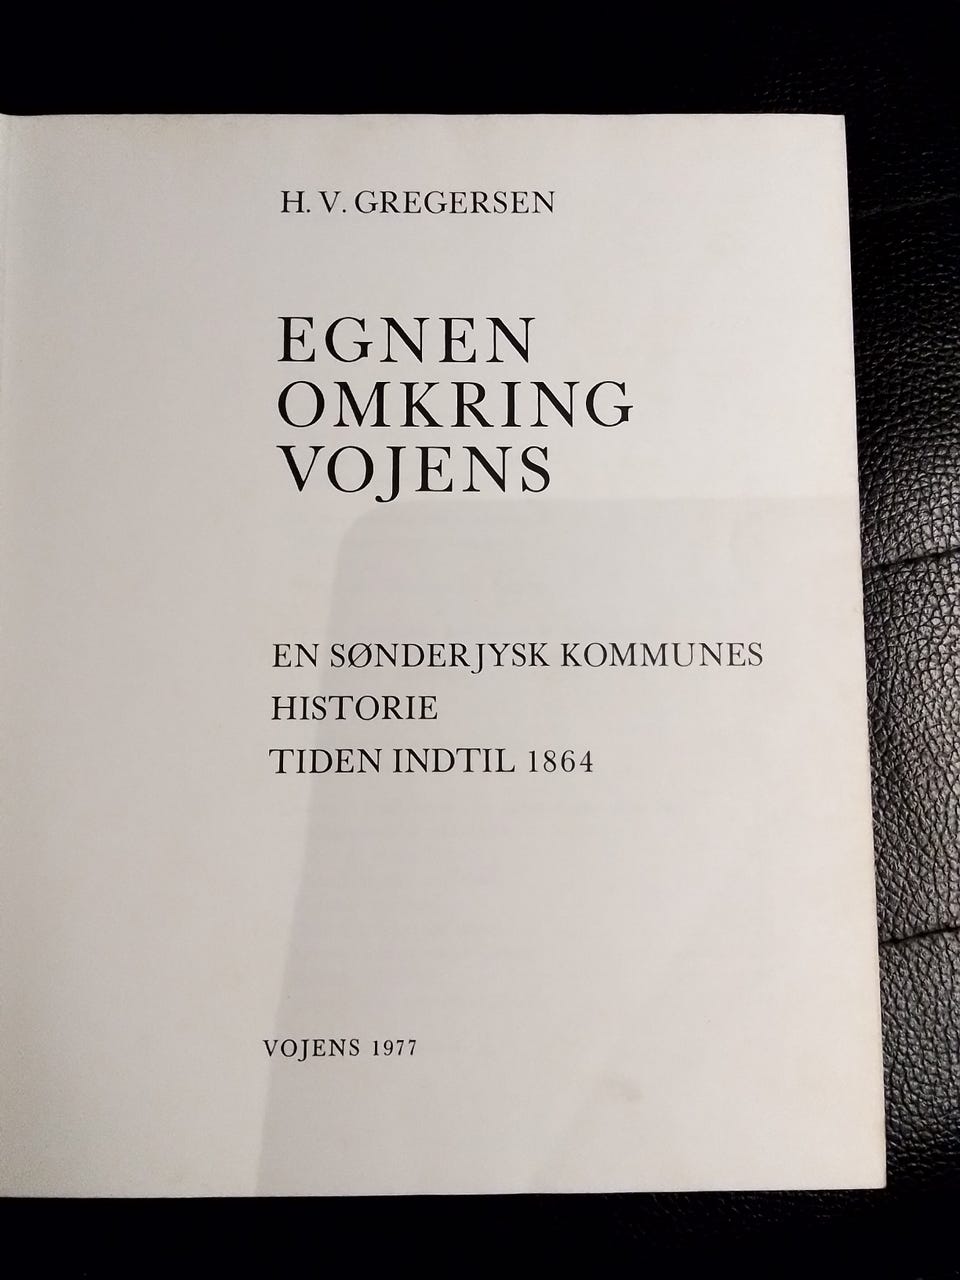 H. V. GREGERSEN
EGNEN
OMKRING
VOJENS
EN SØNDERJYSK KOMMUNES
HISTORIE
TIDEN INDTIL 1864
VOJENS 1977